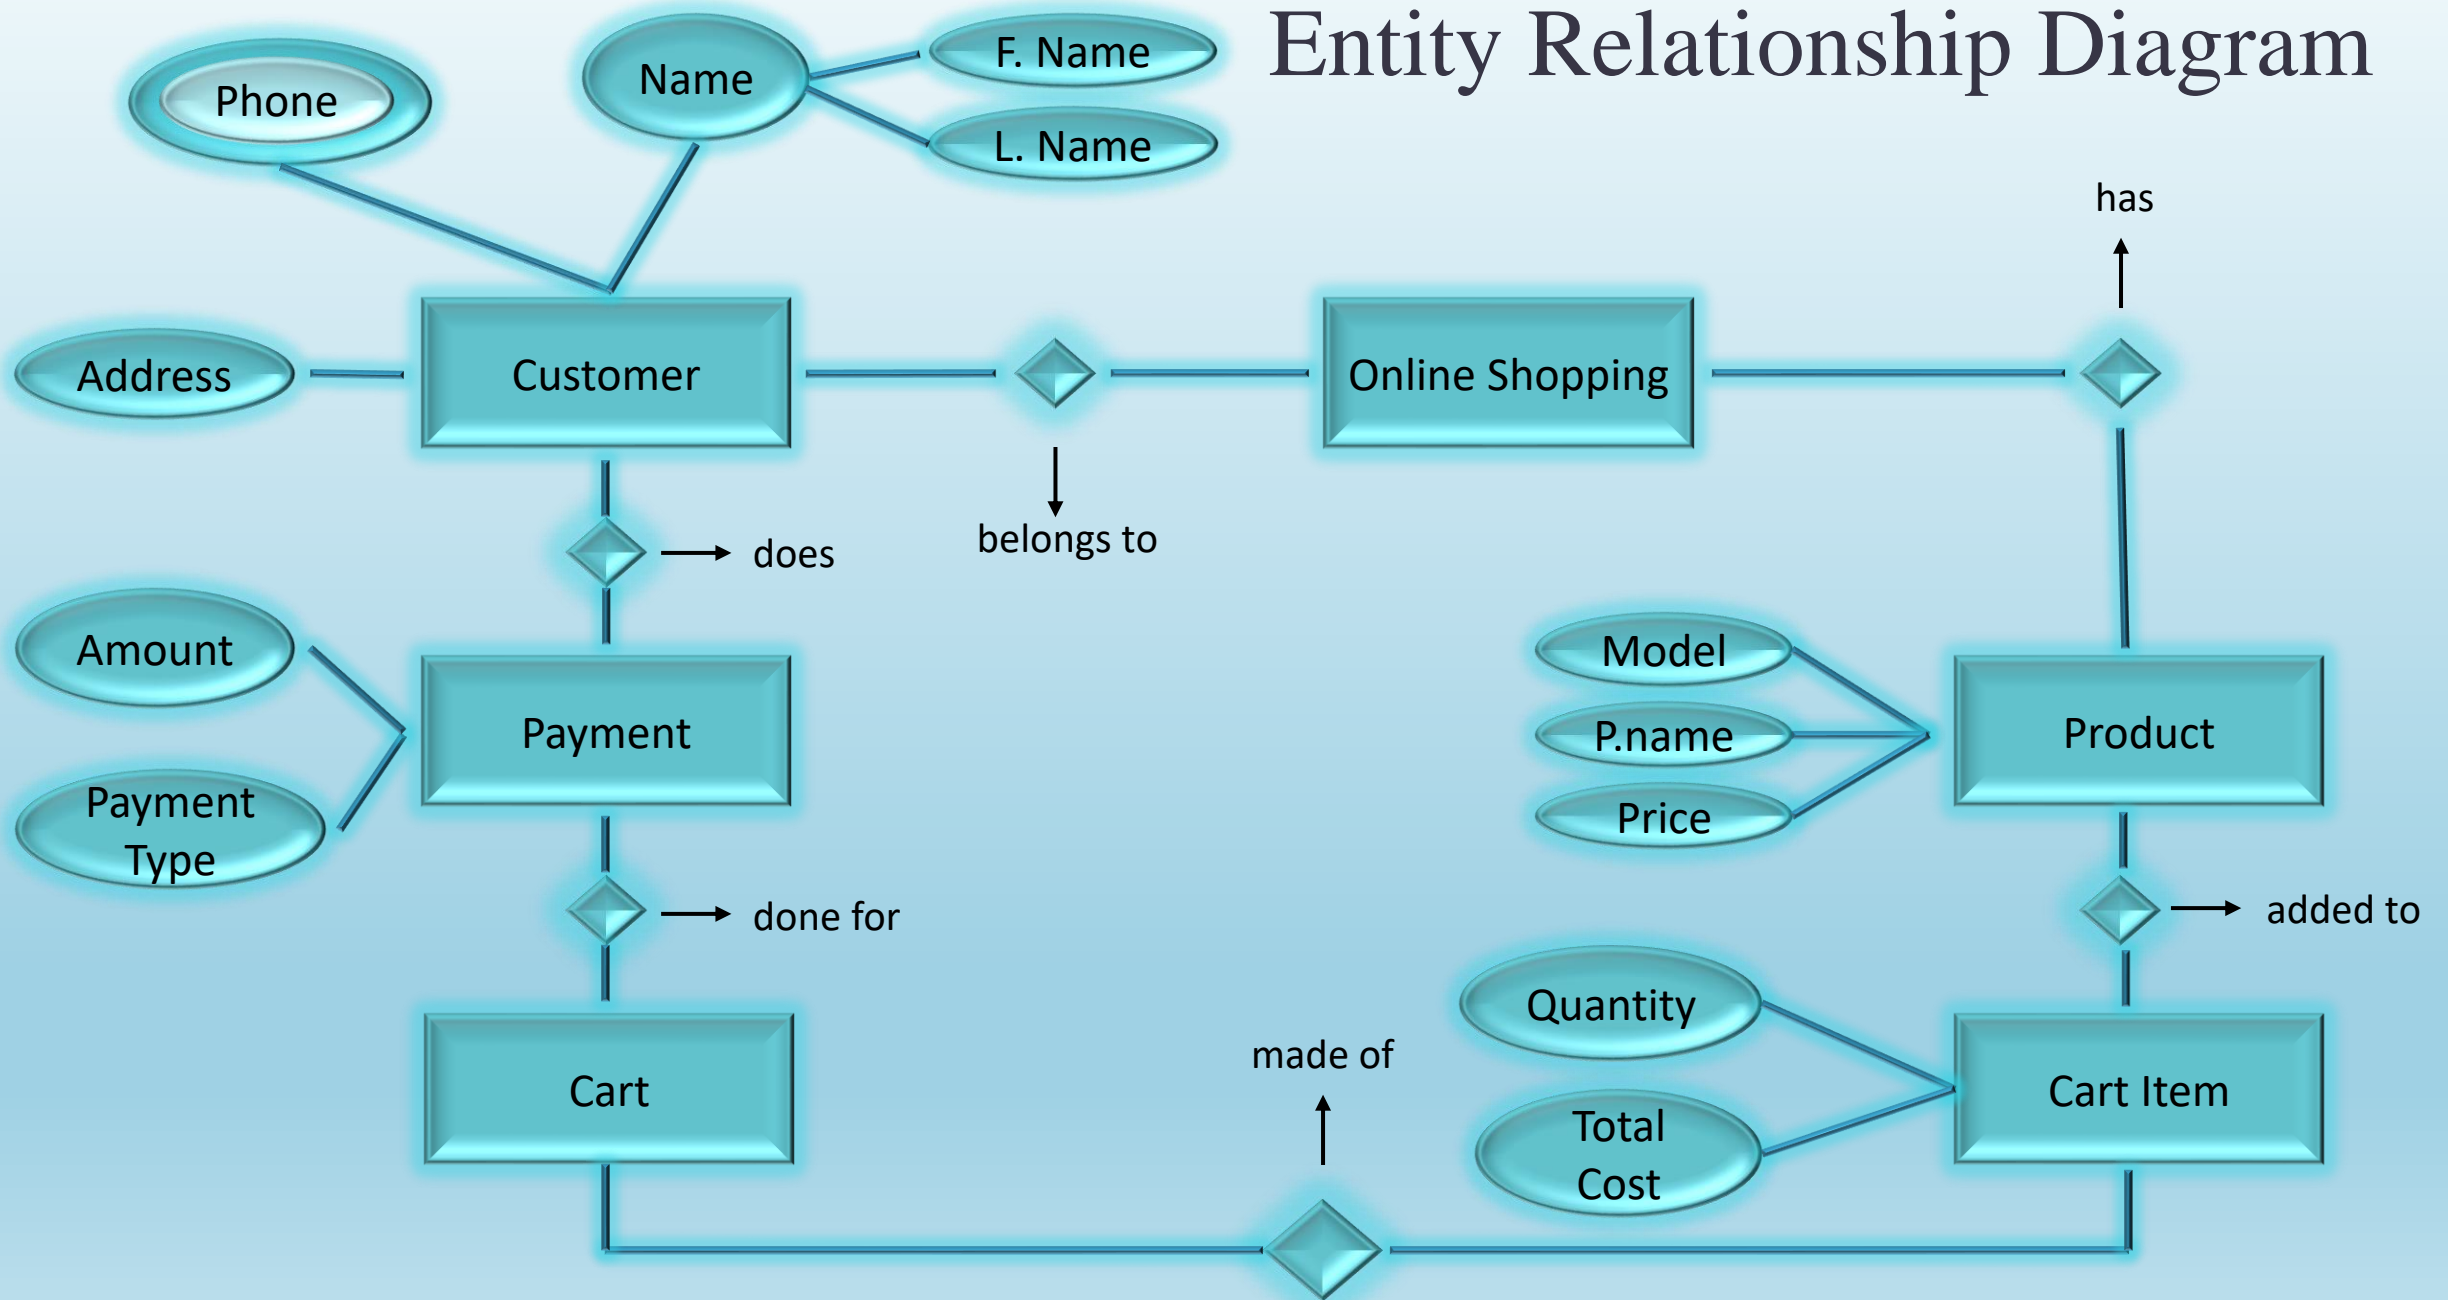 Entity Relationship Diagram
Phone
Name
F. Name
L. Name
has
Address
Customer
Online Shopping
belongs to
does
Amount
Payment
Type
Payment
Model
P.name
Price
Product
done for
added to
Cart
made of
Quantity
Total
Cost
Cart Item